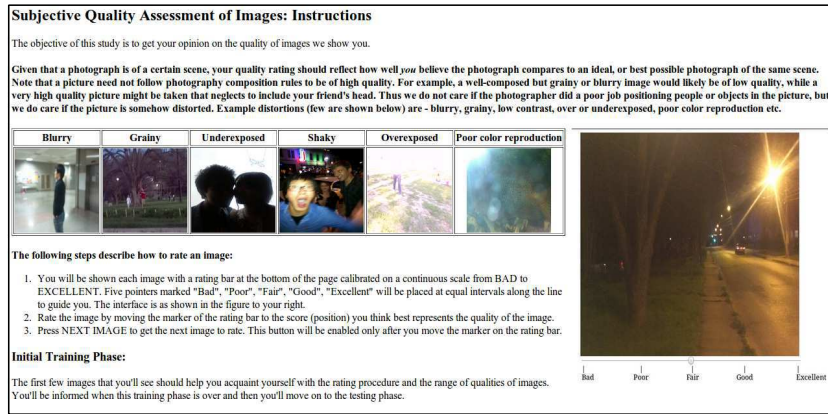 Subjective Quality Assessment of Images: Instructions
The objective of this study is to get your opinion on the quality of images we show you.
Given that a photograph is of a certain scene, your quality rating should reflect how well you believe the photograph compares to an ideal, or best possible photograph of the same scene.
Note that a picture need not follow photography composition rules to be of high quality. For example, a well-composed but grainy or blurry image would likely be of low quality, while a
very high quality picture might be taken that neglects to include your friend's head. Thus we do not care if the photographer did a poor job positioning people or objects in the picture, but
we do care if the picture is somehow distorted. Example distortions (few are shown below) are - blurry, grainy, low contrast, over or underexposed, poor color reproduction etc.
Blurry Grainy Underexposed Shaky Overexposed Poor color reproduction
The following steps describe how to rate an image:
1. You will be shown each image with a rating bar at the bottom of the page calibrated on a continuous scale from BAD to
EXCELLENT. Five pointers marked "Bad", "Poor", "Fair", "Good", "Excellent" will be placed at equal intervals along the line
to guide you. The interface is as shown in the figure to your right.
2. Rate the image by moving the marker of the rating bar to the score (position) you think best represents the quality of the image.
3. Press NEXT IMAGE to get the next image to rate. This button will be enabled only after you move the marker on the rating bar.
Initial Training Phase:
The first few images that you'll see should help you acquaint yourself with the rating procedure and the range of qualities of images.
You'll be informed when this training phase is over and then you'll move on to the testing phase.
Bad Poor Fair Good Excellent